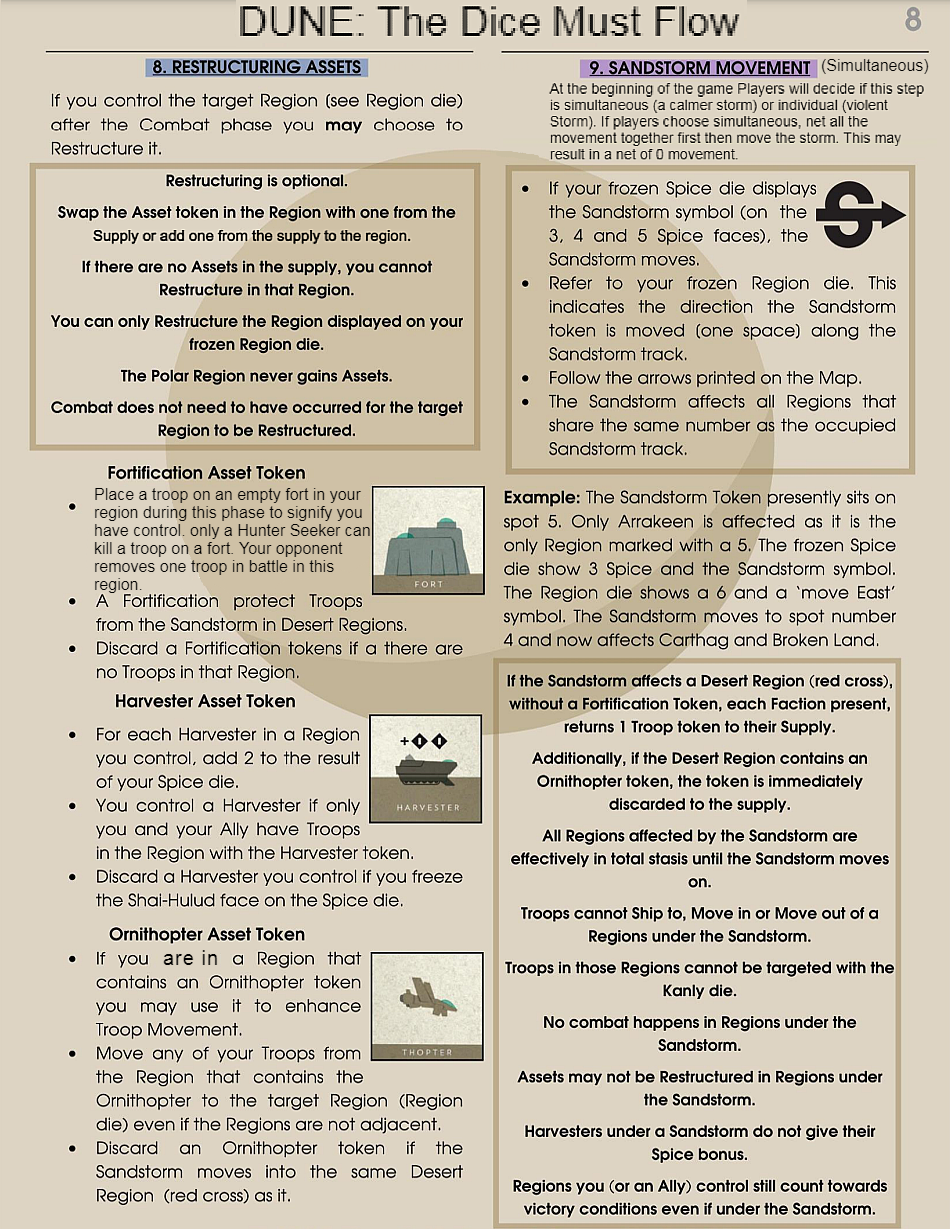 DUNE: The Dice Must Flow
8
8. RESTRUCTURING ASSETS
If you control the target Region (see Region die)
after the Combat phase you may choose to
Restructure it.
Restructuring is optional.
Swap the Asset token in the Region with one from the
Supply or add one from the supply to the region.
If there are no Assets in the supply, you cannot
Restructure in that Region.
You can only Restructure the Region displayed on your
frozen Region die.
The Polar Region never gains Assets.
Combat does not need to have occurred for the target
Region to be Restructured.
Fortification Asset Token
• Place a troop on an empty fort in your
region during this phase to signify you
have control. only a Hunter Seeker can
kill a troop on a fort. Your opponent
removes one troop in battle in this
region.
FORT
• A Fortification protect Troops
from the Sandstorm in Desert Regions.
• Discard a Fortification tokens if a there are
no Troops in that Region.
Harvester Asset Token
• For each Harvester in a Region
you control, add 2 to the result
of your Spice die.
HARVESTER
• You control a Harvester if only
you and your Ally have Troops
in the Region with the Harvester token.
• Discard a Harvester you control if you freeze
the Shai-Hulud face on the Spice die.
Ornithopter Asset Token
• If you are in a Region that
contains an Ornithopter token
you may use it to enhance
Troop Movement.
THOPTER
• Move any of your Troops from
the Region that contains the
Ornithopter to the target Region (Region
die) even if the Regions are not adjacent.
• Discard an Ornithopter token if the
Sandstorm moves into the same Desert
Region (red cross) as it.
9. SANDSTORM MOVEMENT (Simultaneous)
At the beginning of the game Players will decide if this step
is simultaneous (a calmer storm) or individual (violent
Storm). If players choose simultaneous, net all the
movement together first then move the storm. This may
result in a net of 0 movement.
• If your frozen Spice die displays
the Sandstorm symbol (on the
3, 4 and 5 Spice faces), the
Sandstorm moves.
S
• Refer to your frozen Region die. This
indicates the direction the Sandstorm
token is moved (one space) along the
Sandstorm track.
• Follow the arrows printed on the Map.
• The Sandstorm affects all Regions that
share the same number as the occupied
Sandstorm track.
Example: The Sandstorm Token presently sits on
spot 5. Only Arrakeen is affected as it is the
only Region marked with a 5. The frozen Spice
die show 3 Spice and the Sandstorm symbol.
The Region die shows a 6 and a ‘move East’
symbol. The Sandstorm moves to spot number
4 and now affects Carthag and Broken Land.
If the Sandstorm affects a Desert Region (red cross),
without a Fortification Token, each Faction present,
returns 1 Troop token to their Supply.
Additionally, if the Desert Region contains an
Ornithopter token, the token is immediately
discarded to the supply.
All Regions affected by the Sandstorm are
effectively in total stasis until the Sandstorm moves
on.
Troops cannot Ship to, Move in or Move out of a
Regions under the Sandstorm.
Troops in those Regions cannot be targeted with the
Kanly die.
No combat happens in Regions under the
Sandstorm.
Assets may not be Restructured in Regions under
the Sandstorm.
Harvesters under a Sandstorm do not give their
Spice bonus.
Regions you (or an Ally) control still count towards
victory conditions even if under the Sandstorm.